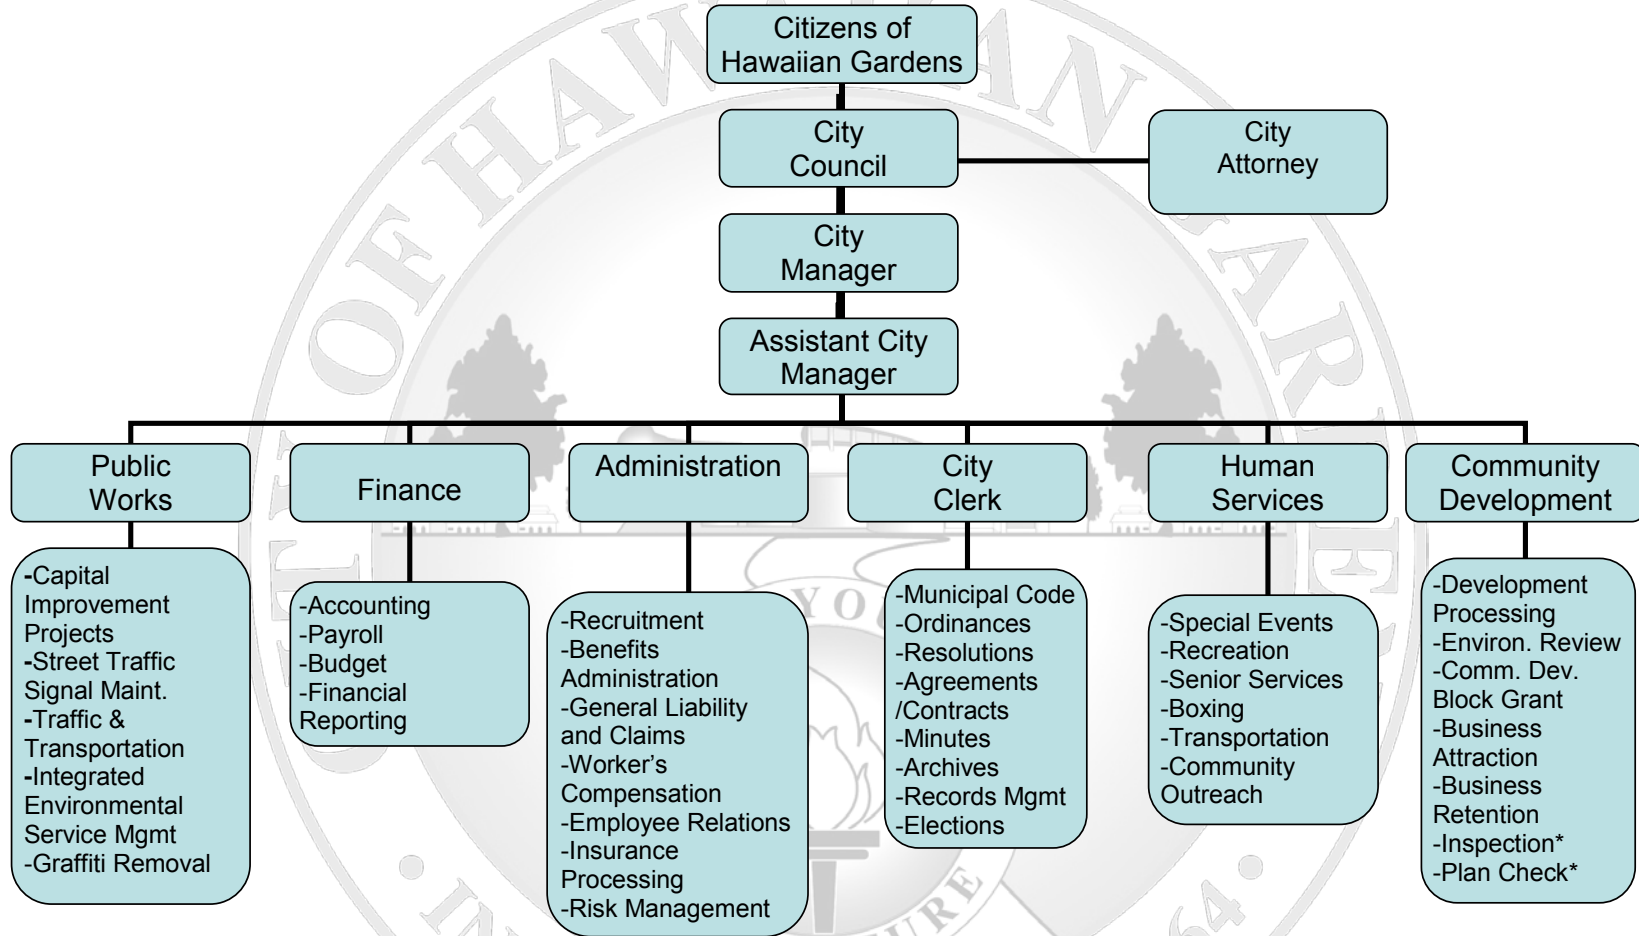 Citizens of
Hawaiian Gardens
City
Council
City
Attorney
City
Manager
Assistant City
Manager
Public
Works
Finance
Administration
City
Clerk
Human
Services
Community
Development
-Capital
Improvement
Projects
-Street Traffic
Signal Maint.
-Traffic &
Transportation
-Integrated
Environmental
Service Mgmt
-Graffiti Removal
-Accounting
-Payroll
-Budget
-Financial
Reporting
-Recruitment
-Benefits
Administration
-General Liability
and Claims
-Worker's
Compensation
-Employee Relations
-Insurance
Processing
-Risk Management
-Municipal Code
-Ordinances
-Resolutions
-Agreements
/Contracts
-Minutes
-Archives
-Records Mgmt
-Elections
-Special Events
-Recreation
-Senior Services
-Boxing
-Transportation
-Community
Outreach
-Development
Processing
-Environ. Review
-Comm. Dev.
Block Grant
-Business
Attraction
-Business
Retention
-Inspection*
-Plan Check*